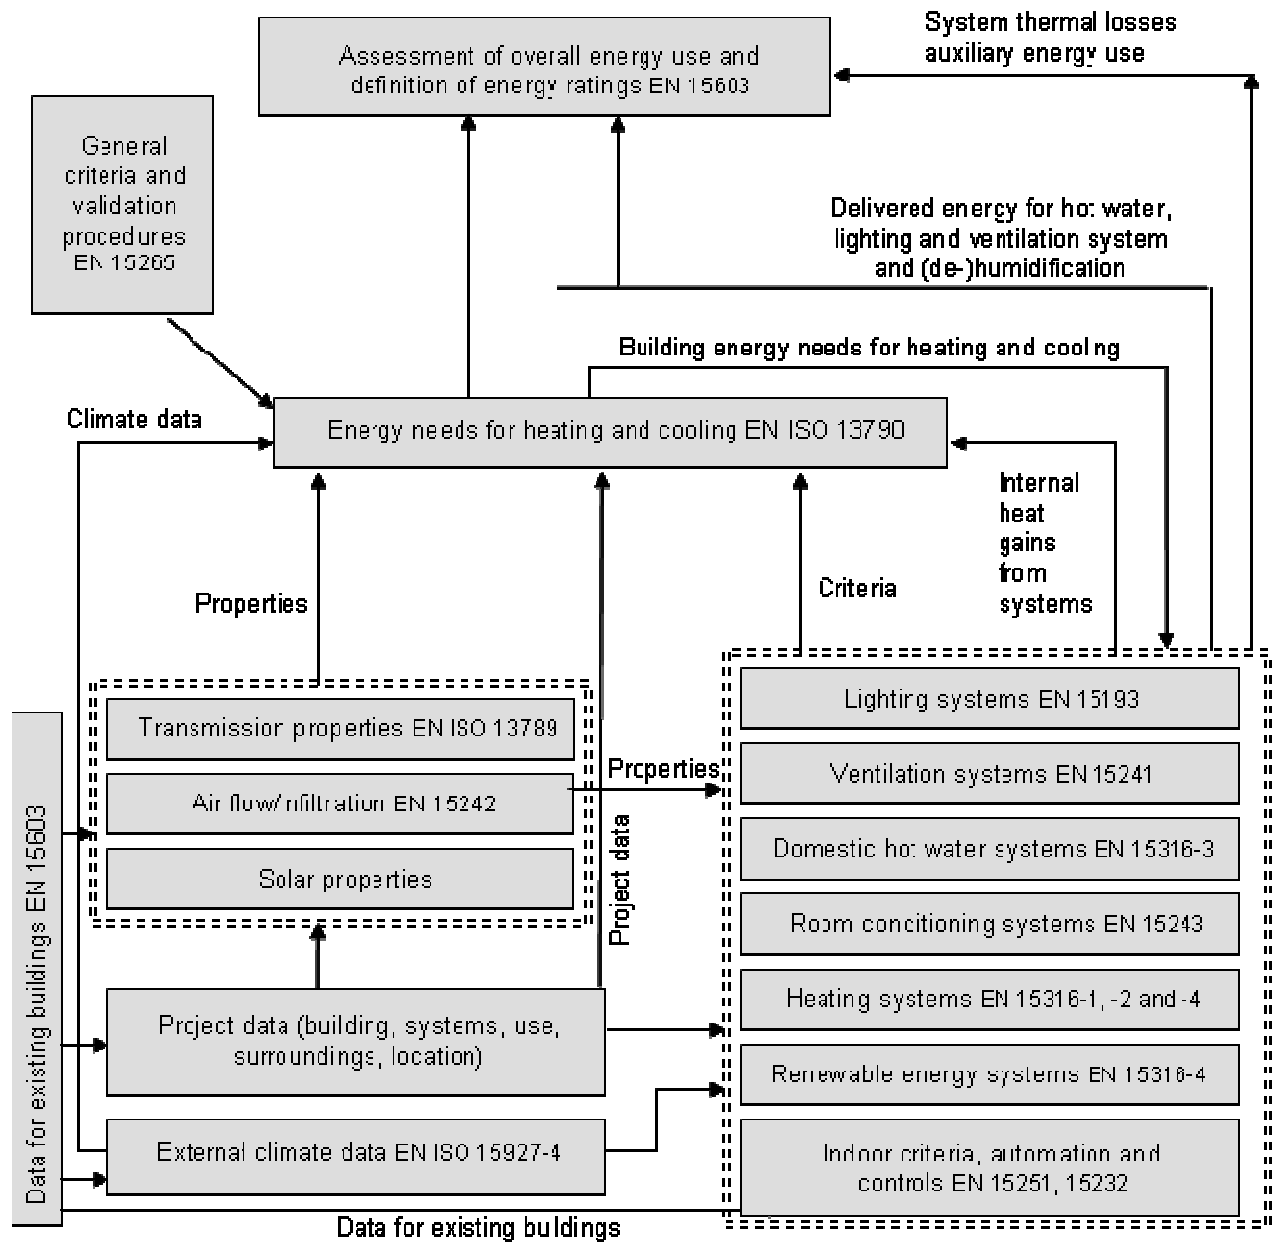 System thermal losses
auxiliary energy use
Assessment of overall energy use and
definition of energy ratings EN 15603
General
criteria and
validation
procedures
EN 15265
Delivered energy for hot water,
lighting and ventilation system
and (de-)humidification
Building energy needs for heating and cooling
Climate data
Energy needs for heating and cooling EN ISO 13790
Internal
heat
gains
from
systems
Properties
Criteria
Transmission properties EN ISO 13789
Air flow/infiltration EN 15242
Solar properties
Properties
Project data
Lighting systems EN 15193
Ventilation systems EN 15241
Domestic hot water systems EN 15316-3
Room conditioning systems EN 15243
Heating systems EN 15316-1, -2 and -4
Renewable energy systems EN 15316-4
Indoor criteria, automation and
controls EN 15251, 15232
Data for existing buildings EN 15603
Project data (building, systems, use,
surroundings, location)
External climate data EN ISO 15927-4
Data for existing buildings